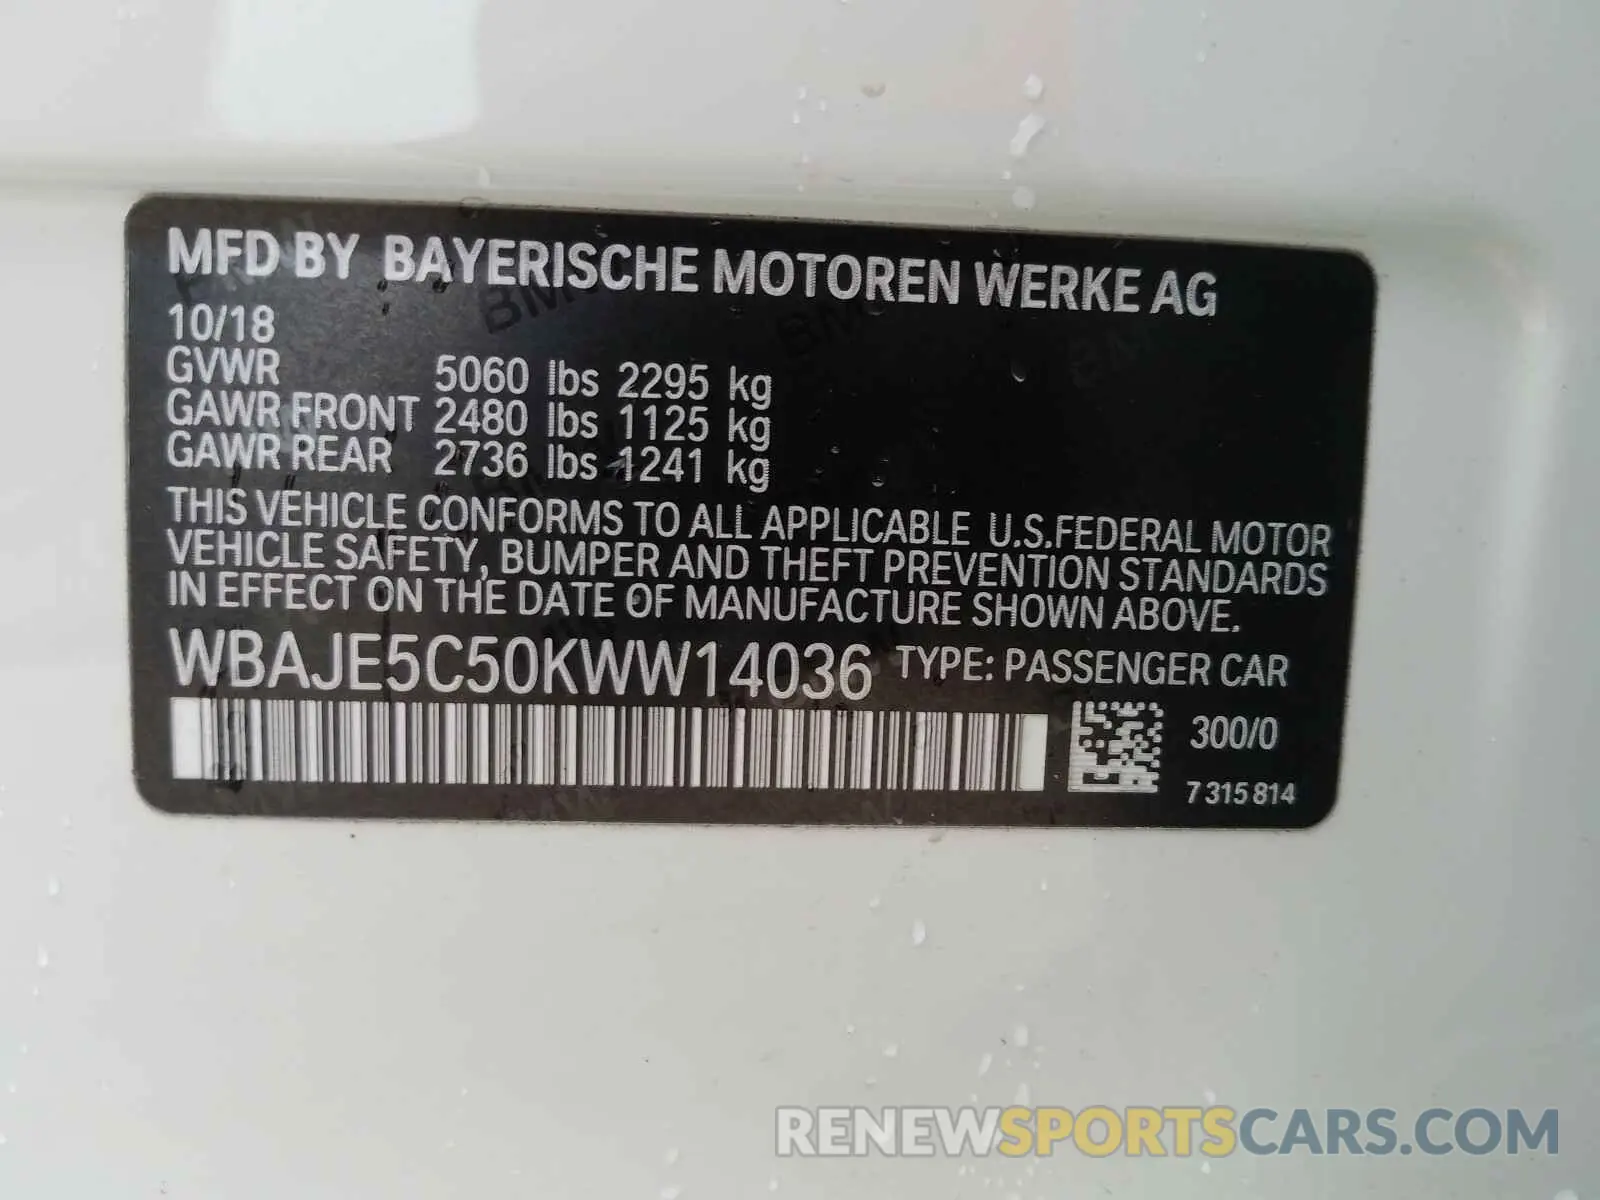 MFD BY BAYERISCHE MOTOREN WERKE AG
10/18
GVWR 5060 lbs 2295 kg
GAWR FRONT 2480 lbs 1125 kg
GAWR REAR 2736 lbs 1241 kg
THIS VEHICLE CONFORMS TO ALL APPLICABLE U.S.FEDERAL MOTOR
VEHICLE SAFETY, BUMPER AND THEFT PREVENTION STANDARDS
IN EFFECT ON THE DATE OF MANUFACTURE SHOWN ABOVE.
WBAJE5C50KWW14036 TYPE: PASSENGER CAR
300/0
7 315 814
RENEWSPORTSCARS.COM